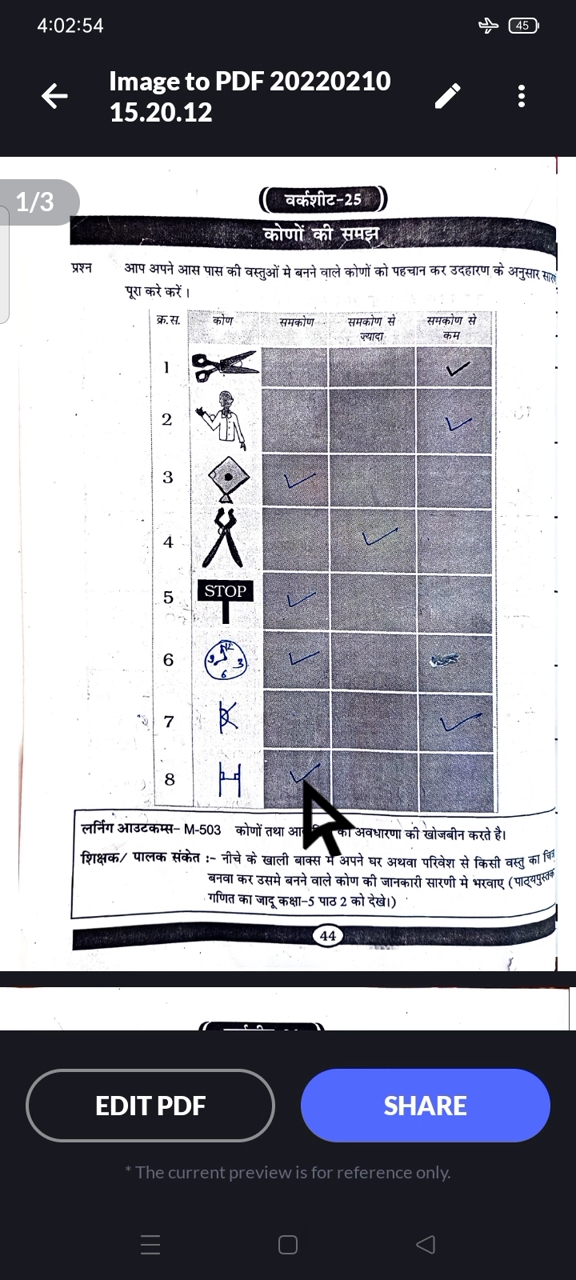 4:02:54
45
Image to PDF 20220210
15.20.12
1/3
वर्कशीट-25
कोणों की समझ
प्रश्न आप अपने आस पास की वस्तुओं मे बनने वाले कोणों को पहचान कर उदहारण के अनुसार
पूरा करे करें ।
क्र.स. कोण समकोण समकोण से ज्यादा समकोण से कम
1
2
3
4
5 STOP
6 12 3 6 9
7 K
8 H
लर्निंग आउटकम्स- M-503 कोणों तथा की अवधारणा की खोजबीन करते है।
शिक्षक/ पालक संकेत :- नीचे के खाली बाक्स में अपने घर अथवा परिवेश से किसी वस्तु का चित्र
बनवा कर उसमे बनने वाले कोण की जानकारी सारणी मे भरवाए (पाठ्यपुस्तक
गणित का जादू कक्षा-5 पाठ 2 को देखे।)
44
EDIT PDF
SHARE
* The current preview is for reference only.